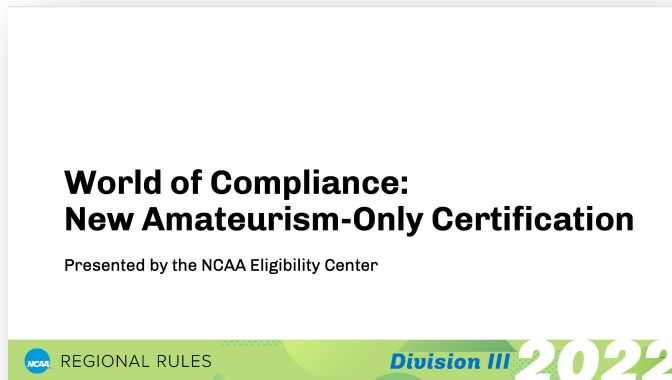 World of Compliance:
New Amateurism-Only Certification
Presented by the NCAA Eligibility Center
NCAA REGIONAL RULES
Division III 2022